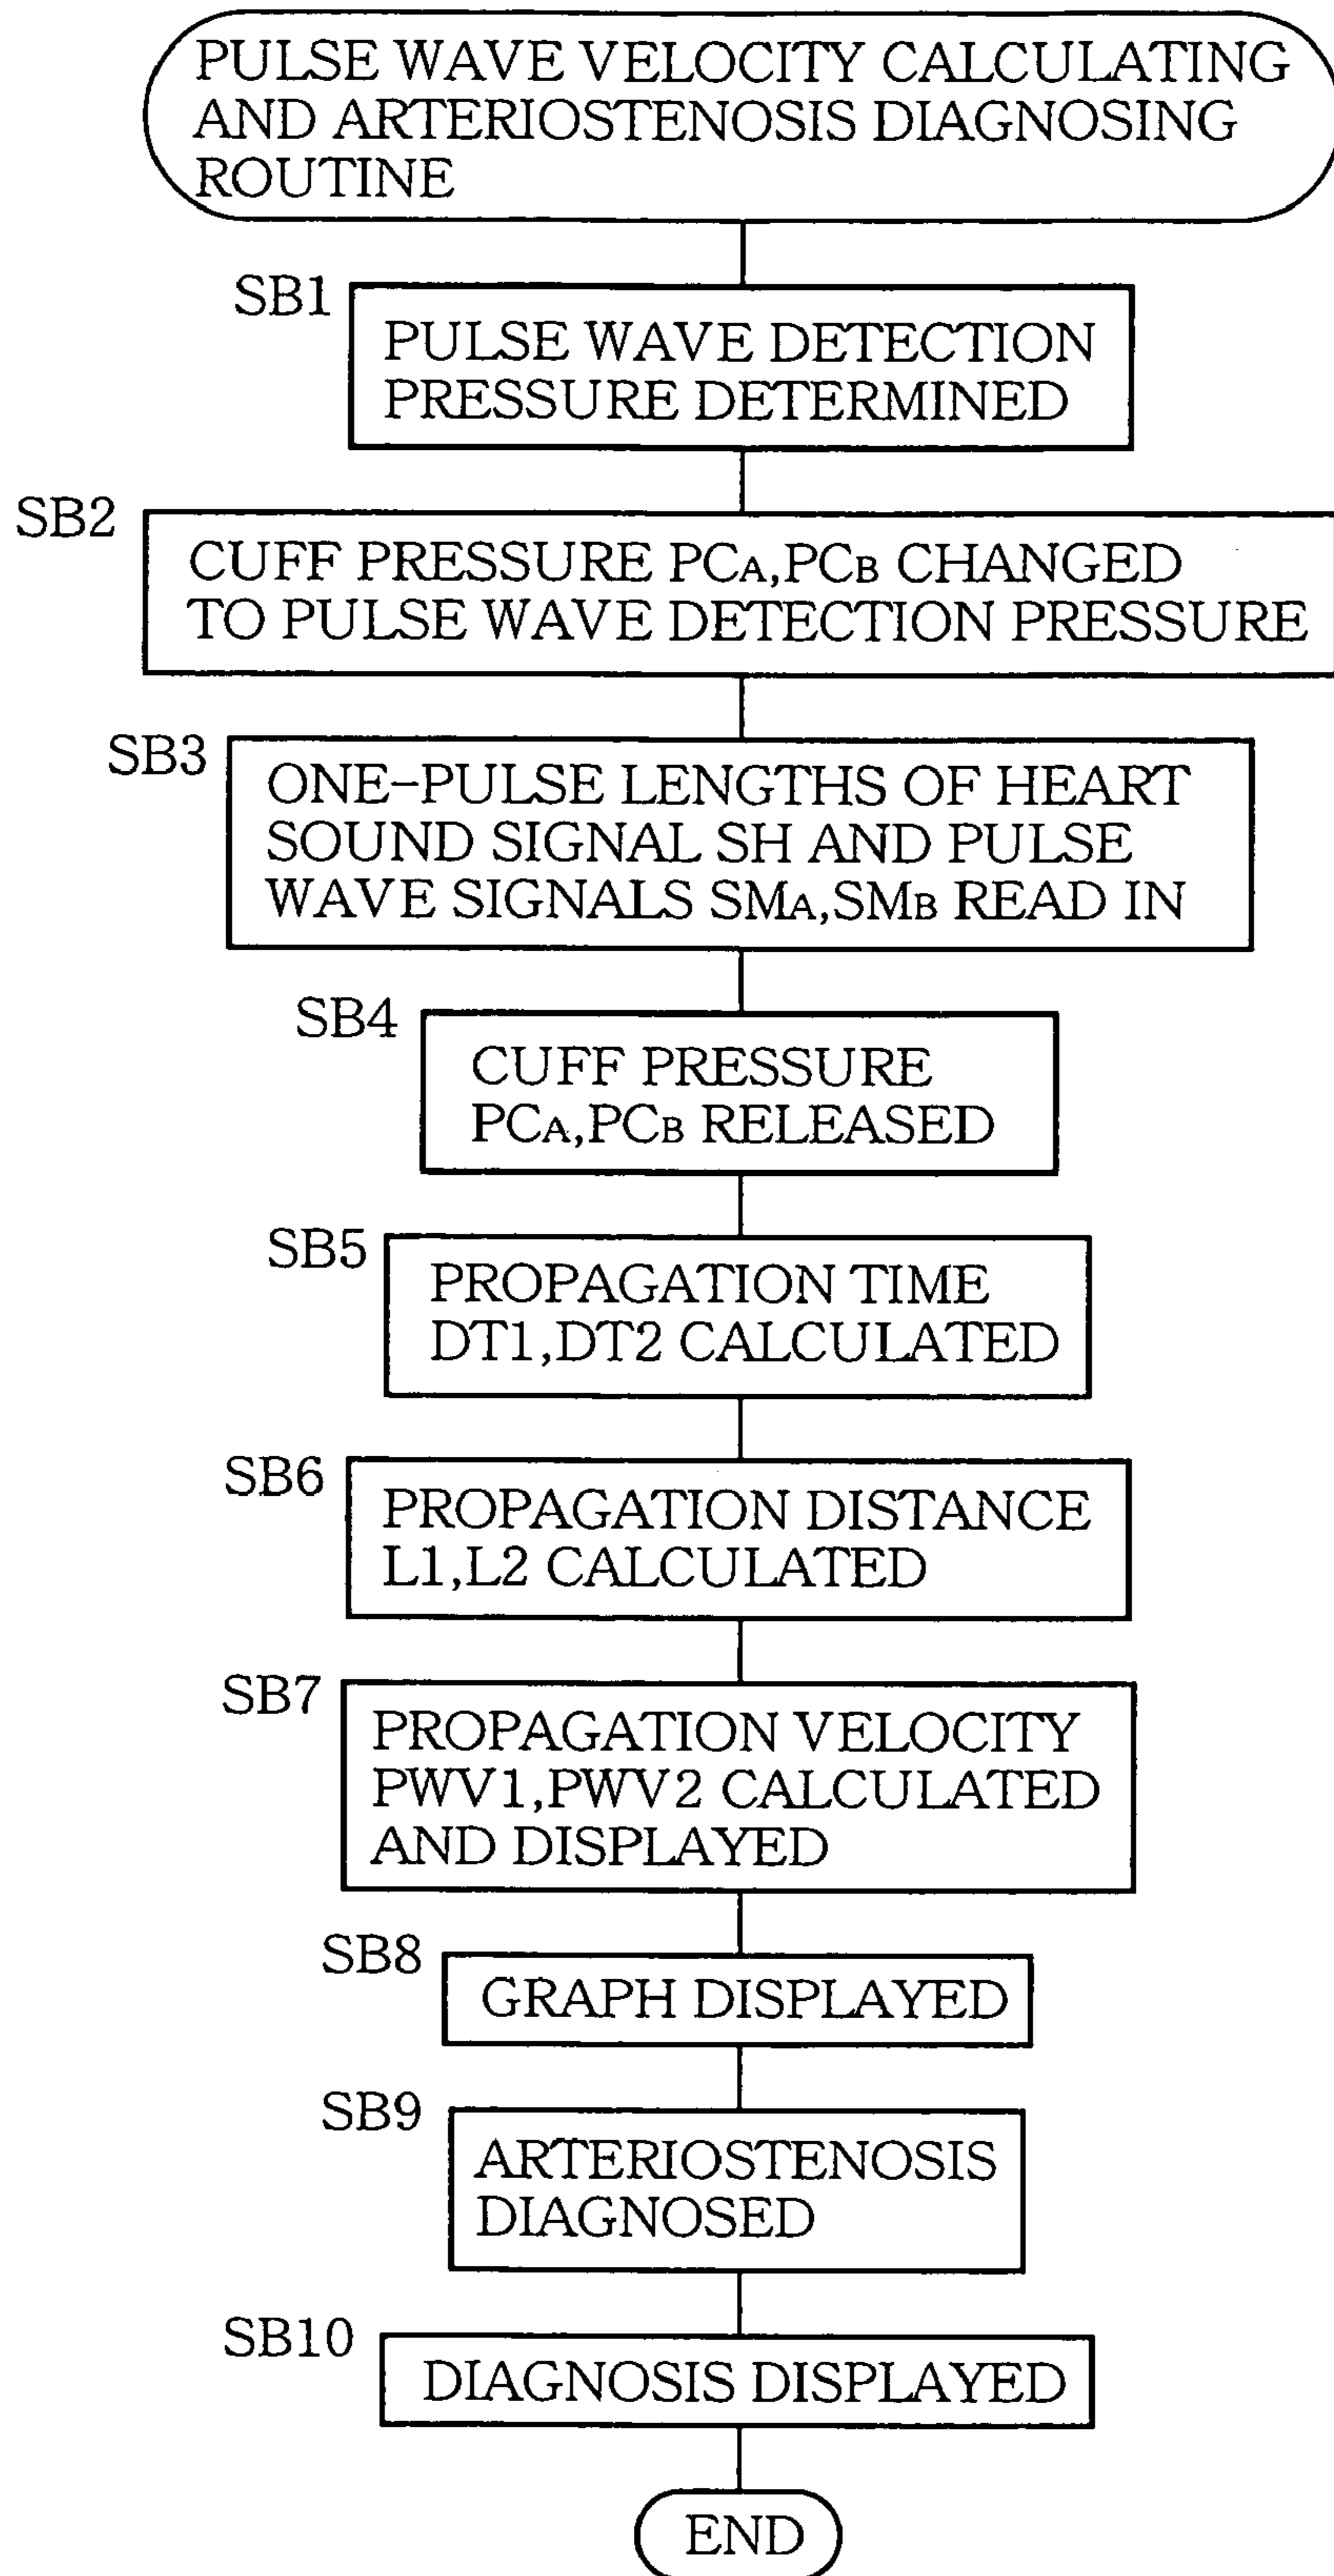 PULSE WAVE VELOCITY CALCULATING
AND ARTERIOSTENOSIS DIAGNOSING
ROUTINE
SB1
PULSE WAVE DETECTION
PRESSURE DETERMINED
SB2
CUFF PRESSURE PCA,PCB CHANGED
TO PULSE WAVE DETECTION PRESSURE
SB3
ONE-PULSE LENGTHS OF HEART
SOUND SIGNAL SH AND PULSE
WAVE SIGNALS SMA,SMB READ IN
SB4
CUFF PRESSURE
PCA,PCB RELEASED
SB5
PROPAGATION TIME
DT1,DT2 CALCULATED
SB6
PROPAGATION DISTANCE
L1,L2 CALCULATED
SB7
PROPAGATION VELOCITY
PWV1,PWV2 CALCULATED
AND DISPLAYED
SB8
GRAPH DISPLAYED
SB9
ARTERIOSTENOSIS
DIAGNOSED
SB10
DIAGNOSIS DISPLAYED
END